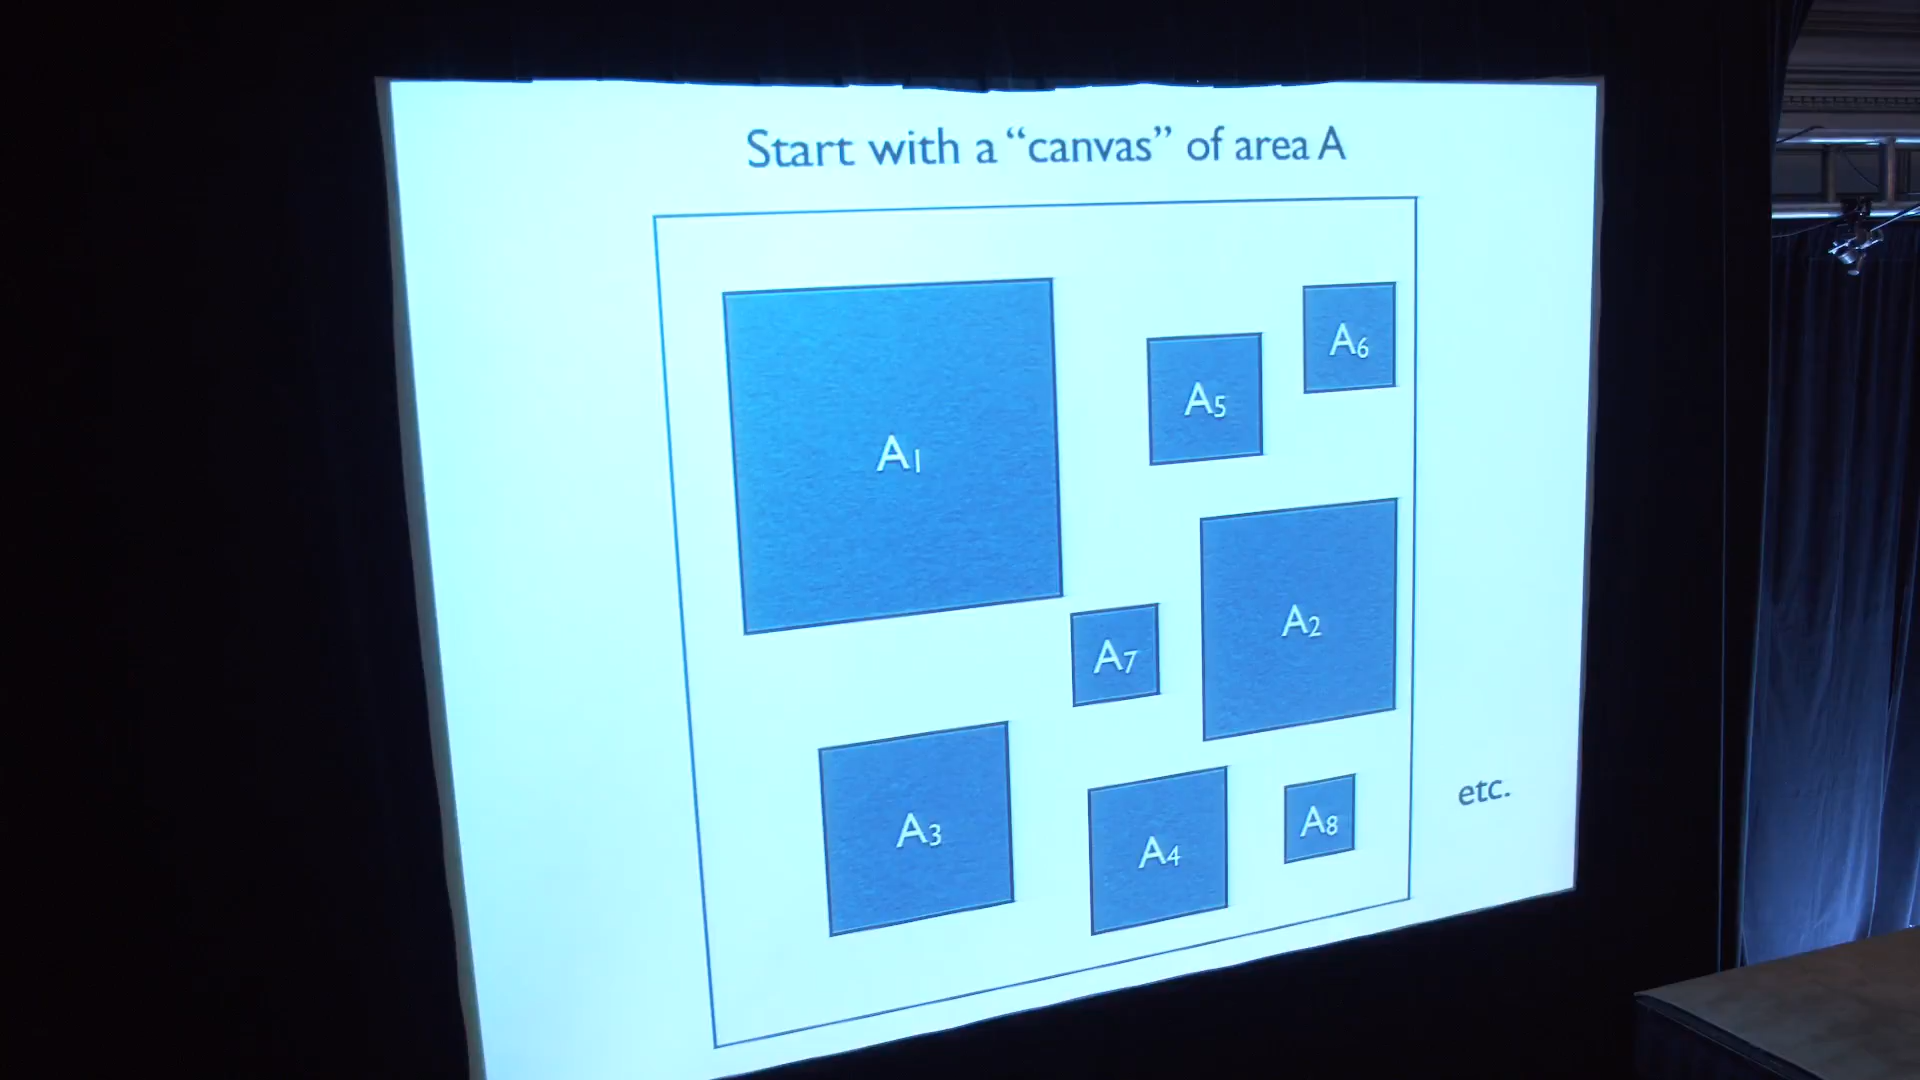 Start with a “canvas” of area A
A1
A5
A6
A7
A2
A3
A4
A8
etc.